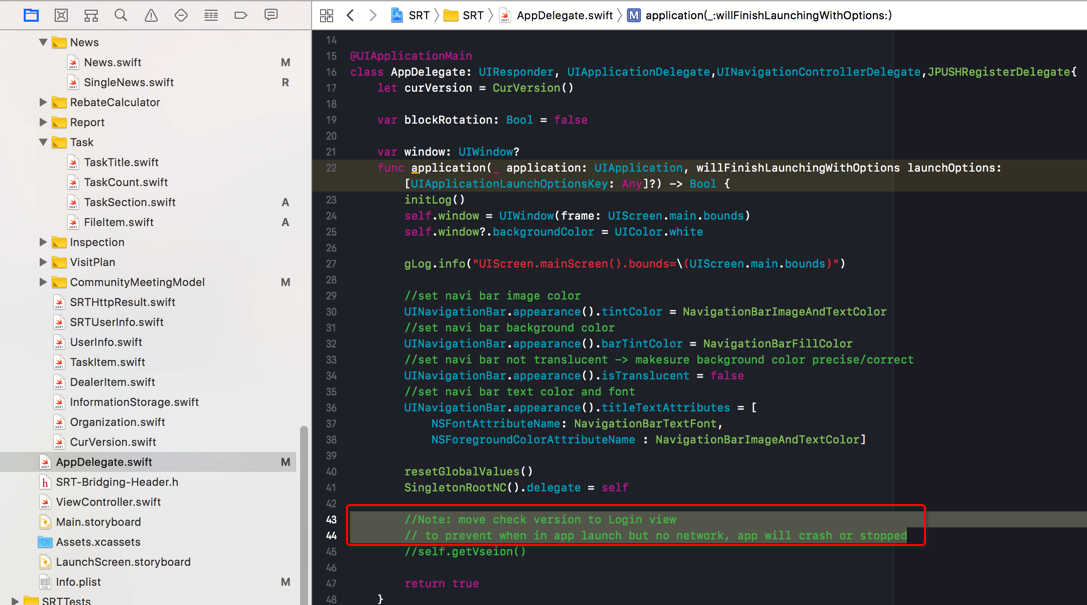 SRT SRT AppDelegate.swift M application(_:willFinishLaunchingWithOptions:)
News
News.swift M
SingleNews.swift R
RebateCalculator
Report
Task
TaskTitle.swift
TaskCount.swift
TaskSection.swift A
FileItem.swift A
Inspection
VisitPlan
CommunityMeetingModel M
SRTHttpResult.swift
SRTUserInfo.swift
UserInfo.swift
TaskItem.swift
DealerItem.swift
InformationStorage.swift
Organization.swift
CurVersion.swift
AppDelegate.swift M
h SRT-Bridging-Header.h
ViewController.swift
Main.storyboard
Assets.xcassets
LaunchScreen.storyboard
Info.plist M
SRTTests
14
15 @UIApplicationMain
16 class AppDelegate: UIResponder, UIApplicationDelegate,UINavigationControllerDelegate,JPUSHRegisterDelegate{
17 let curVersion = CurVersion()
18
19 var blockRotation: Bool = false
20
21 var window: UIWindow?
22 func application(_ application: UIApplication, willFinishLaunchingWithOptions launchOptions:
[UIApplicationLaunchOptionsKey: Any]?) -> Bool {
23 initLog()
24 self.window = UIWindow(frame: UIScreen.main.bounds)
25 self.window?.backgroundColor = UIColor.white
26
27 gLog.info("UIScreen.mainScreen().bounds=\(UIScreen.main.bounds)")
28
29 //set navi bar image color
30 UINavigationBar.appearance().tintColor = NavigationBarImageAndTextColor
31 //set navi bar background color
32 UINavigationBar.appearance().barTintColor = NavigationBarFillColor
33 //set navi bar not translucent -> makesure background color precise/correct
34 UINavigationBar.appearance().isTranslucent = false
35 //set navi bar text color and font
36 UINavigationBar.appearance().titleTextAttributes = [
37 NSFontAttributeName: NavigationBarTextFont,
38 NSForegroundColorAttributeName : NavigationBarImageAndTextColor]
39
40 resetGlobalValues()
41 SingletonRootNC().delegate = self
42
43 //Note: move check version to Login view
44 // to prevent when in app launch but no network, app will crash or stopped
45 //self.getVseion()
46
47 return true
48 }